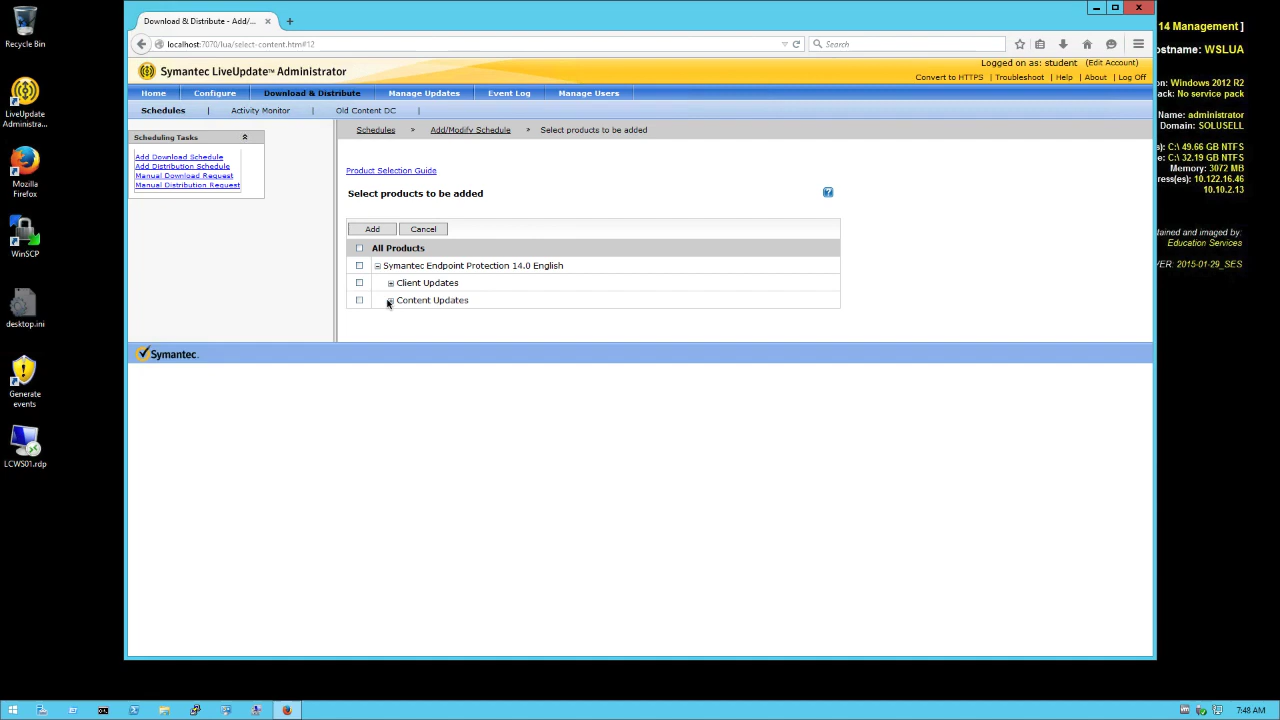 Recycle Bin
LiveUpdate
Administra...
Mozilla
Firefox
WinSCP
desktop.ini
Generate
events
LCWS01.rdp
Download & Distribute - Add/...
localhost:7070/lua/select-content.htm#12
Search
Symantec LiveUpdate™ Administrator
Logged on as: student (Edit Account)
Convert to HTTPS | Troubleshoot | Help | About | Log Off
Home Configure Download & Distribute Manage Updates Event Log Manage Users
Schedules | Activity Monitor | Old Content DC |
Scheduling Tasks
Add Download Schedule
Add Distribution Schedule
Manual Download Request
Manual Distribution Request
Schedules > Add/Modify Schedule > Select products to be added
Product Selection Guide
Select products to be added
Add Cancel
All Products
Symantec Endpoint Protection 14.0 English
Client Updates
Content Updates
Symantec.
14 Management ]
ostname: WSLUA
on: Windows 2012 R2
ack: No service pack
Name: administrator
Domain: SOLUSELL
s): C:\ 49.66 GB NTFS
ce: C:\ 32.19 GB NTFS
Memory: 3072 MB
ress(es): 10.122.16.46
10.10.2.13
tained and imaged by:
Education Services
VER: 2015-01-29_SES
7:48 AM